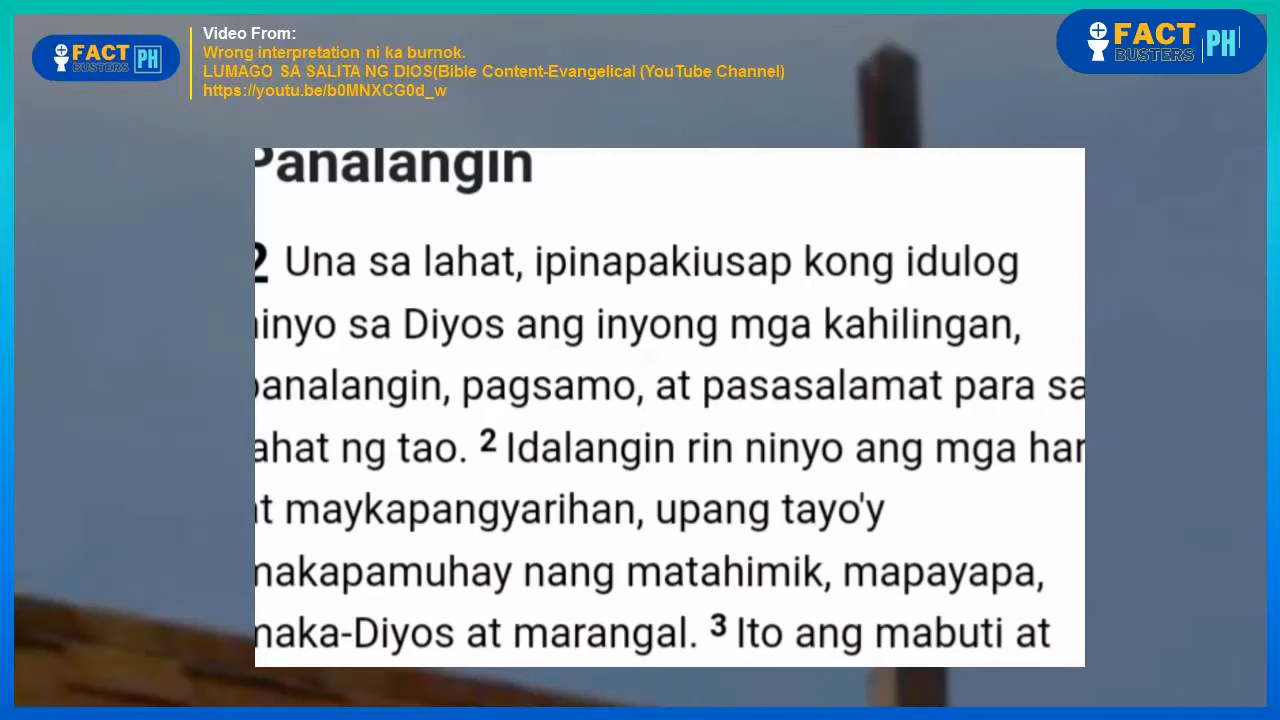 FACT
BUSTERS
PH
Video From:
Wrong interpretation ni ka burnok.
LUMAGO SA SALITA NG DIOS(Bible Content-Evangelical (YouTube Channel)
https://youtu.be/b0MNXCG0d_w
FACT
BUSTERS
PH
Panalangin
2 Una sa lahat, ipinapakiusap kong idulog
ninyo sa Diyos ang inyong mga kahilingan,
panalangin, pagsamo, at pasasalamat para sa
lahat ng tao. 2 Idalangin rin ninyo ang mga har
at maykapangyarihan, upang tayo'y
makapamuhay nang matahimik, mapayapa,
maka-Diyos at marangal. 3 Ito ang mabuti at